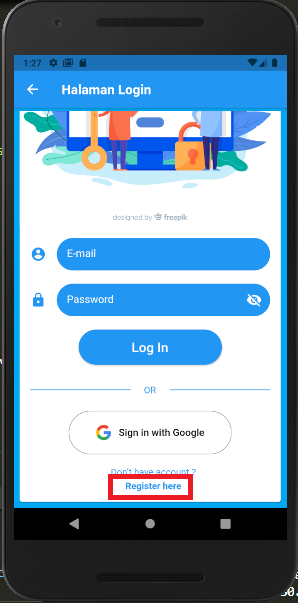 1:27
Halaman Login
designed by freepik
E-mail
Password
Log In
OR
Sign in with Google
Don't have account ?
Register here